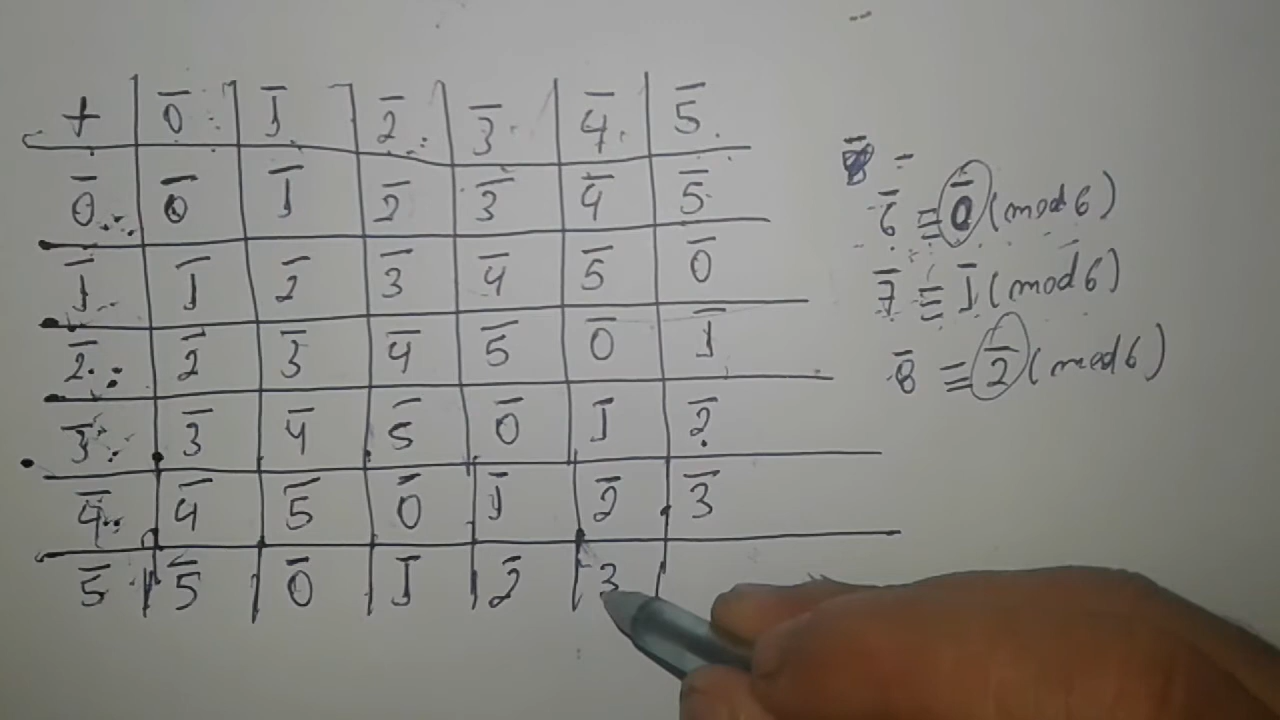 + 0̅ 1̅ 2̅ 3̅ 4̅ 5̅
0̅ 0̅ 1̅ 2̅ 3̅ 4̅ 5̅
1̅ 1̅ 2̅ 3̅ 4̅ 5̅ 0̅
2̅ 2̅ 3̅ 4̅ 5̅ 0̅ 1̅
3̅ 3̅ 4̅ 5̅ 0̅ 1̅ 2̅
4̅ 4̅ 5̅ 0̅ 1̅ 2̅ 3̅
5̅ 5̅ 0̅ 1̅ 2̅ 3
6̅ ≡ 0̅ (mod 6)
7̅ ≡ 1̅ (mod 6)
8̅ ≡ 2̅ (mod 6)